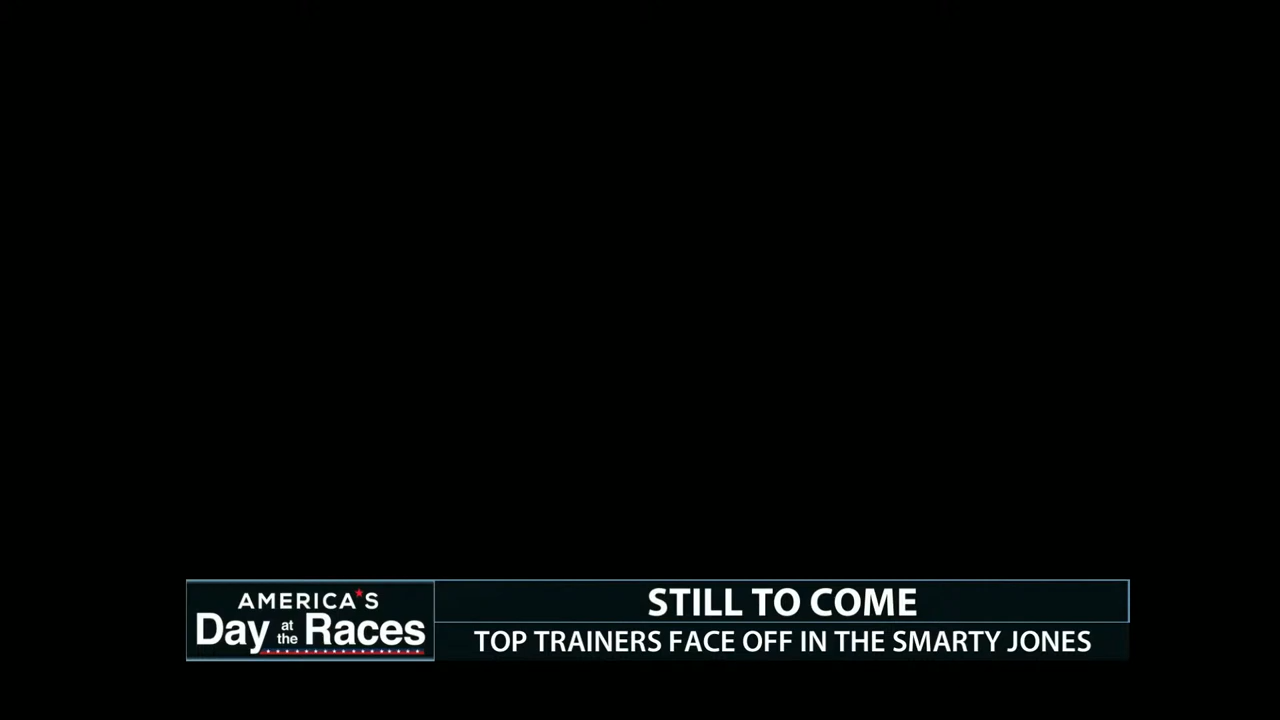 AMERICA'S
Day at the Races
STILL TO COME
TOP TRAINERS FACE OFF IN THE SMARTY JONES